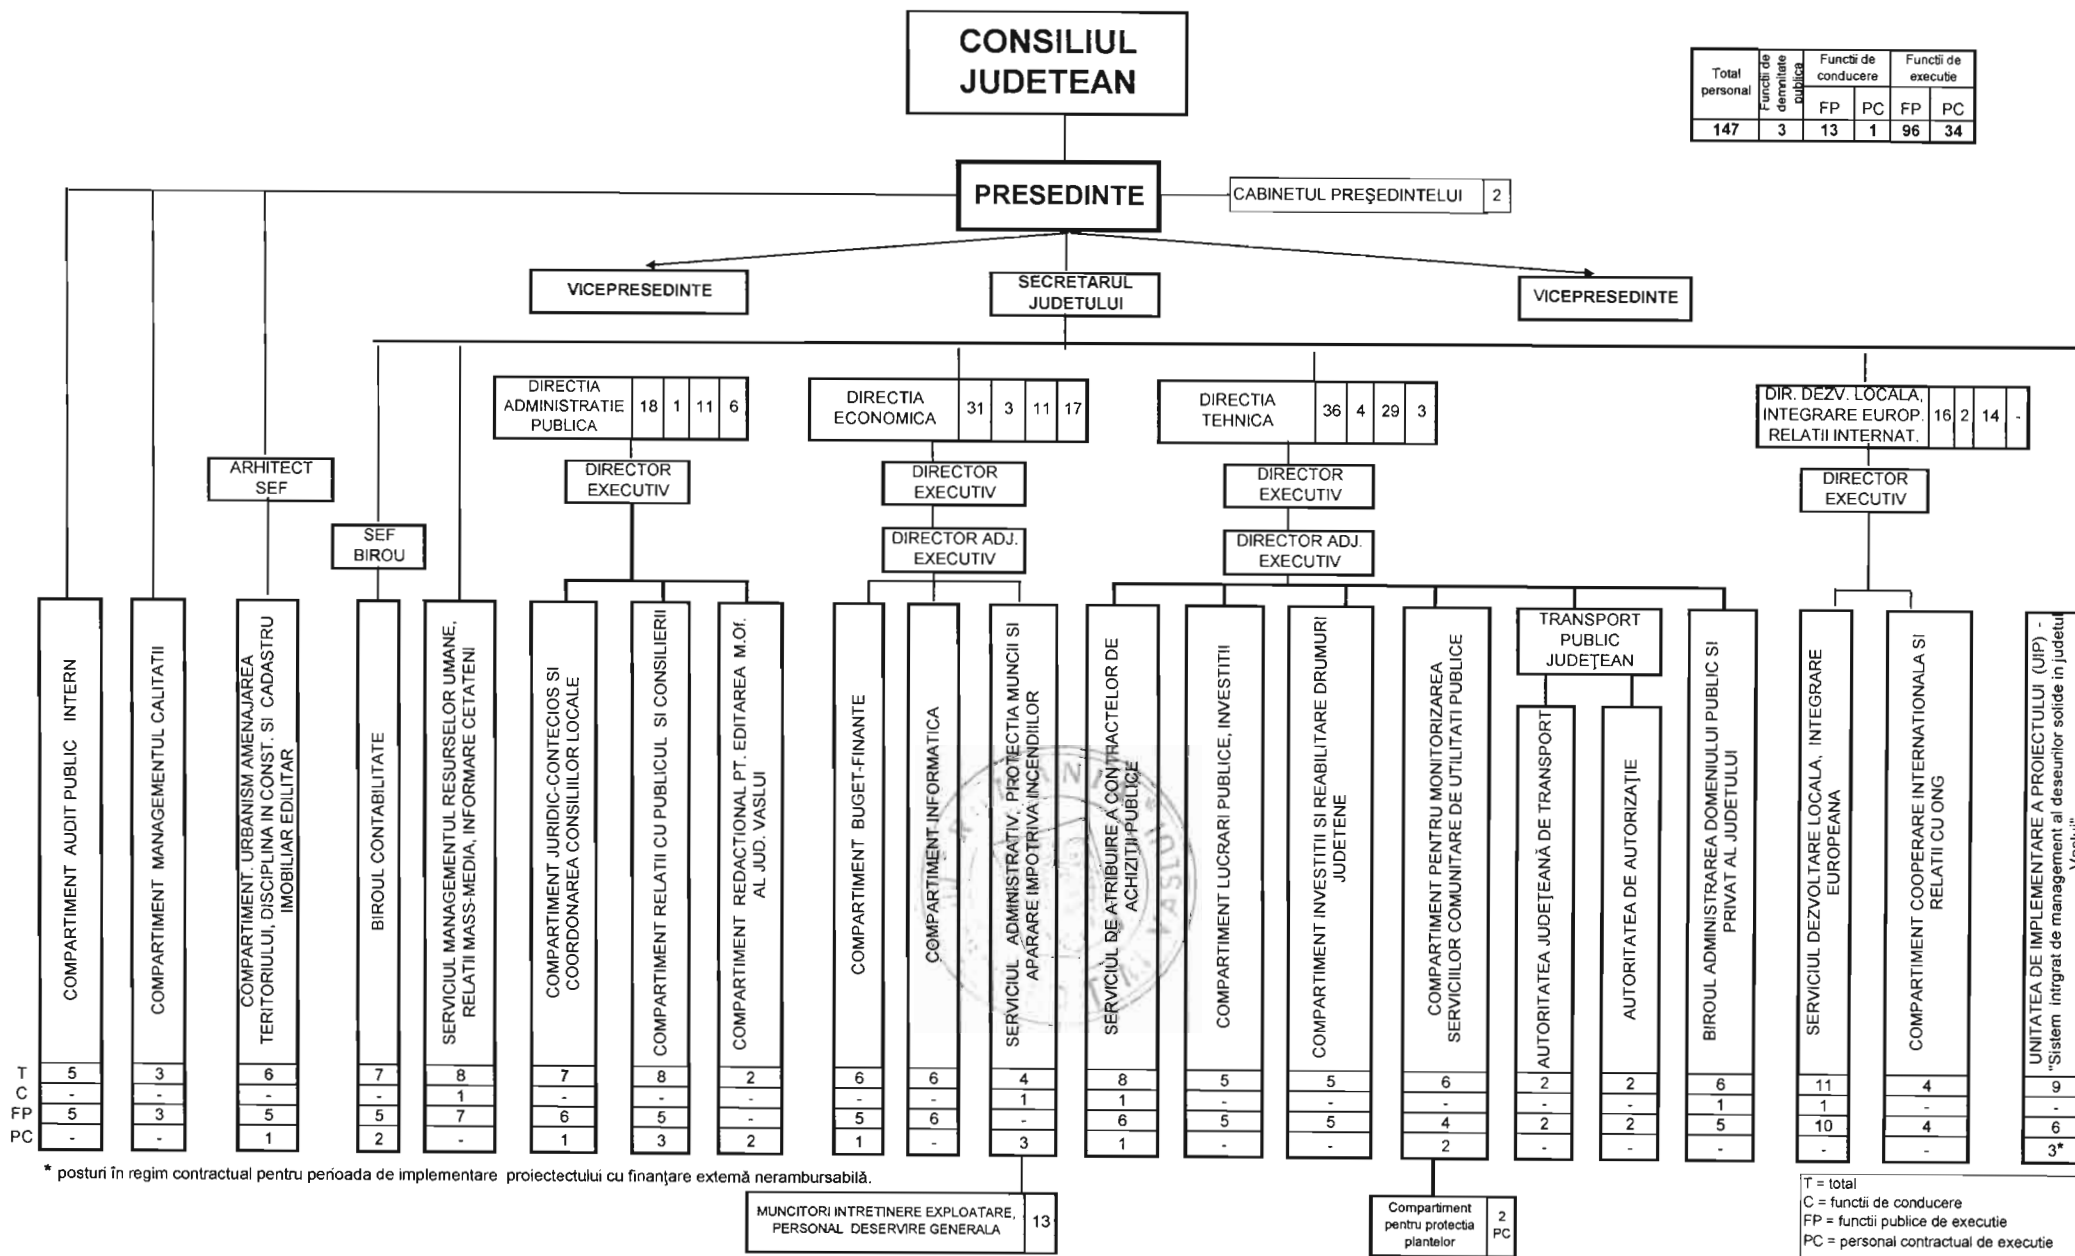 CONSILIUL
JUDETEAN
Total
personal
Functii de
demnitate
publica
Functii de
conducere
Functii de
executie
FP PC FP PC
147 3 13 1 96 34
PRESEDINTE
CABINETUL PREŞEDINTELUI 2
VICEPRESEDINTE
SECRETARUL
JUDETULUI
VICEPRESEDINTE
DIRECTIA
ADMINISTRATIE
PUBLICA
18 1 11 6
DIRECTIA
ECONOMICA
31 3 11 17
DIRECTIA
TEHNICA
36 4 29 3
DIR. DEZV. LOCALA,
INTEGRARE EUROP.
RELATII INTERNAT.
16 2 14 -
ARHITECT
SEF
DIRECTOR
EXECUTIV
DIRECTOR
EXECUTIV
DIRECTOR
EXECUTIV
DIRECTOR
EXECUTIV
SEF
BIROU
DIRECTOR ADJ.
EXECUTIV
DIRECTOR ADJ.
EXECUTIV
COMPARTIMENT AUDIT PUBLIC INTERN
COMPARTIMENT MANAGEMENTUL CALITATII
COMPARTIMENT. URBANISM AMENAJAREA
TERITORIULUI, DISCIPLINA IN CONST. SI CADASTRU
IMOBILIAR EDILITAR
BIROUL CONTABILITATE
SERVICIUL MANAGEMENTUL RESURSELOR UMANE,
RELATII MASS-MEDIA, INFORMARE CETATENI
COMPARTIMENT JURIDIC-CONTECIOS SI
COORDONAREA CONSILIILOR LOCALE
COMPARTIMENT RELATII CU PUBLICUL SI CONSILIERII
COMPARTIMENT REDACTIONAL PT. EDITAREA M.Of.
AL JUD. VASLUI
COMPARTIMENT BUGET-FINANTE
COMPARTIMENT INFORMATICA
SERVICIUL ADMINISTRATIV, PROTECTIA MUNCII SI
APARARE IMPOTRIVA INCENDIILOR
SERVICIUL DE ATRIBUIRE A CONTRACTELOR DE
ACHIZITII PUBLICE
COMPARTIMENT LUCRARI PUBLICE, INVESTITII
COMPARTIMENT INVESTITII SI REABILITARE DRUMURI
JUDETENE
COMPARTIMENT PENTRU MONITORIZAREA
SERVICIILOR COMUNITARE DE UTILITATI PUBLICE
TRANSPORT
PUBLIC
JUDEŢEAN
AUTORITATEA JUDEŢEANĂ DE TRANSPORT
AUTORITATEA DE AUTORIZAŢIE
BIROUL ADMINISTRAREA DOMENIULUI PUBLIC SI
PRIVAT AL JUDETULUI
SERVICIUL DEZVOLTARE LOCALA, INTEGRARE
EUROPEANA
COMPARTIMENT COOPERARE INTERNATIONALA SI
RELATII CU ONG
UNITATEA DE IMPLEMENTARE A PROIECTULUI (UIP) -
"Sistem intrgrat de management al deseurilor solide in judetul
Vaslui"
T 5 3 6 7 8 7 8 2 6 6 4 8 5 5 6 2 2 6 11 4 9
C - - - - 1 - - - - - 1 1 - - - - - 1 1 - -
FP 5 3 5 5 7 6 5 - 5 6 - 6 5 5 4 2 2 5 10 4 6
PC - - 1 2 - 1 3 2 1 - 3 1 - - 2 - - - - - 3*
* posturi în regim contractual pentru perioada de implementare proiectectului cu finanţare externă nerambursabilă.
MUNCITORI INTRETINERE EXPLOATARE,
PERSONAL DESERVIRE GENERALA
13
Compartiment
pentru protectia
plantelor
2
PC
T = total
C = functii de conducere
FP = functii publice de executie
PC = personal contractual de executie